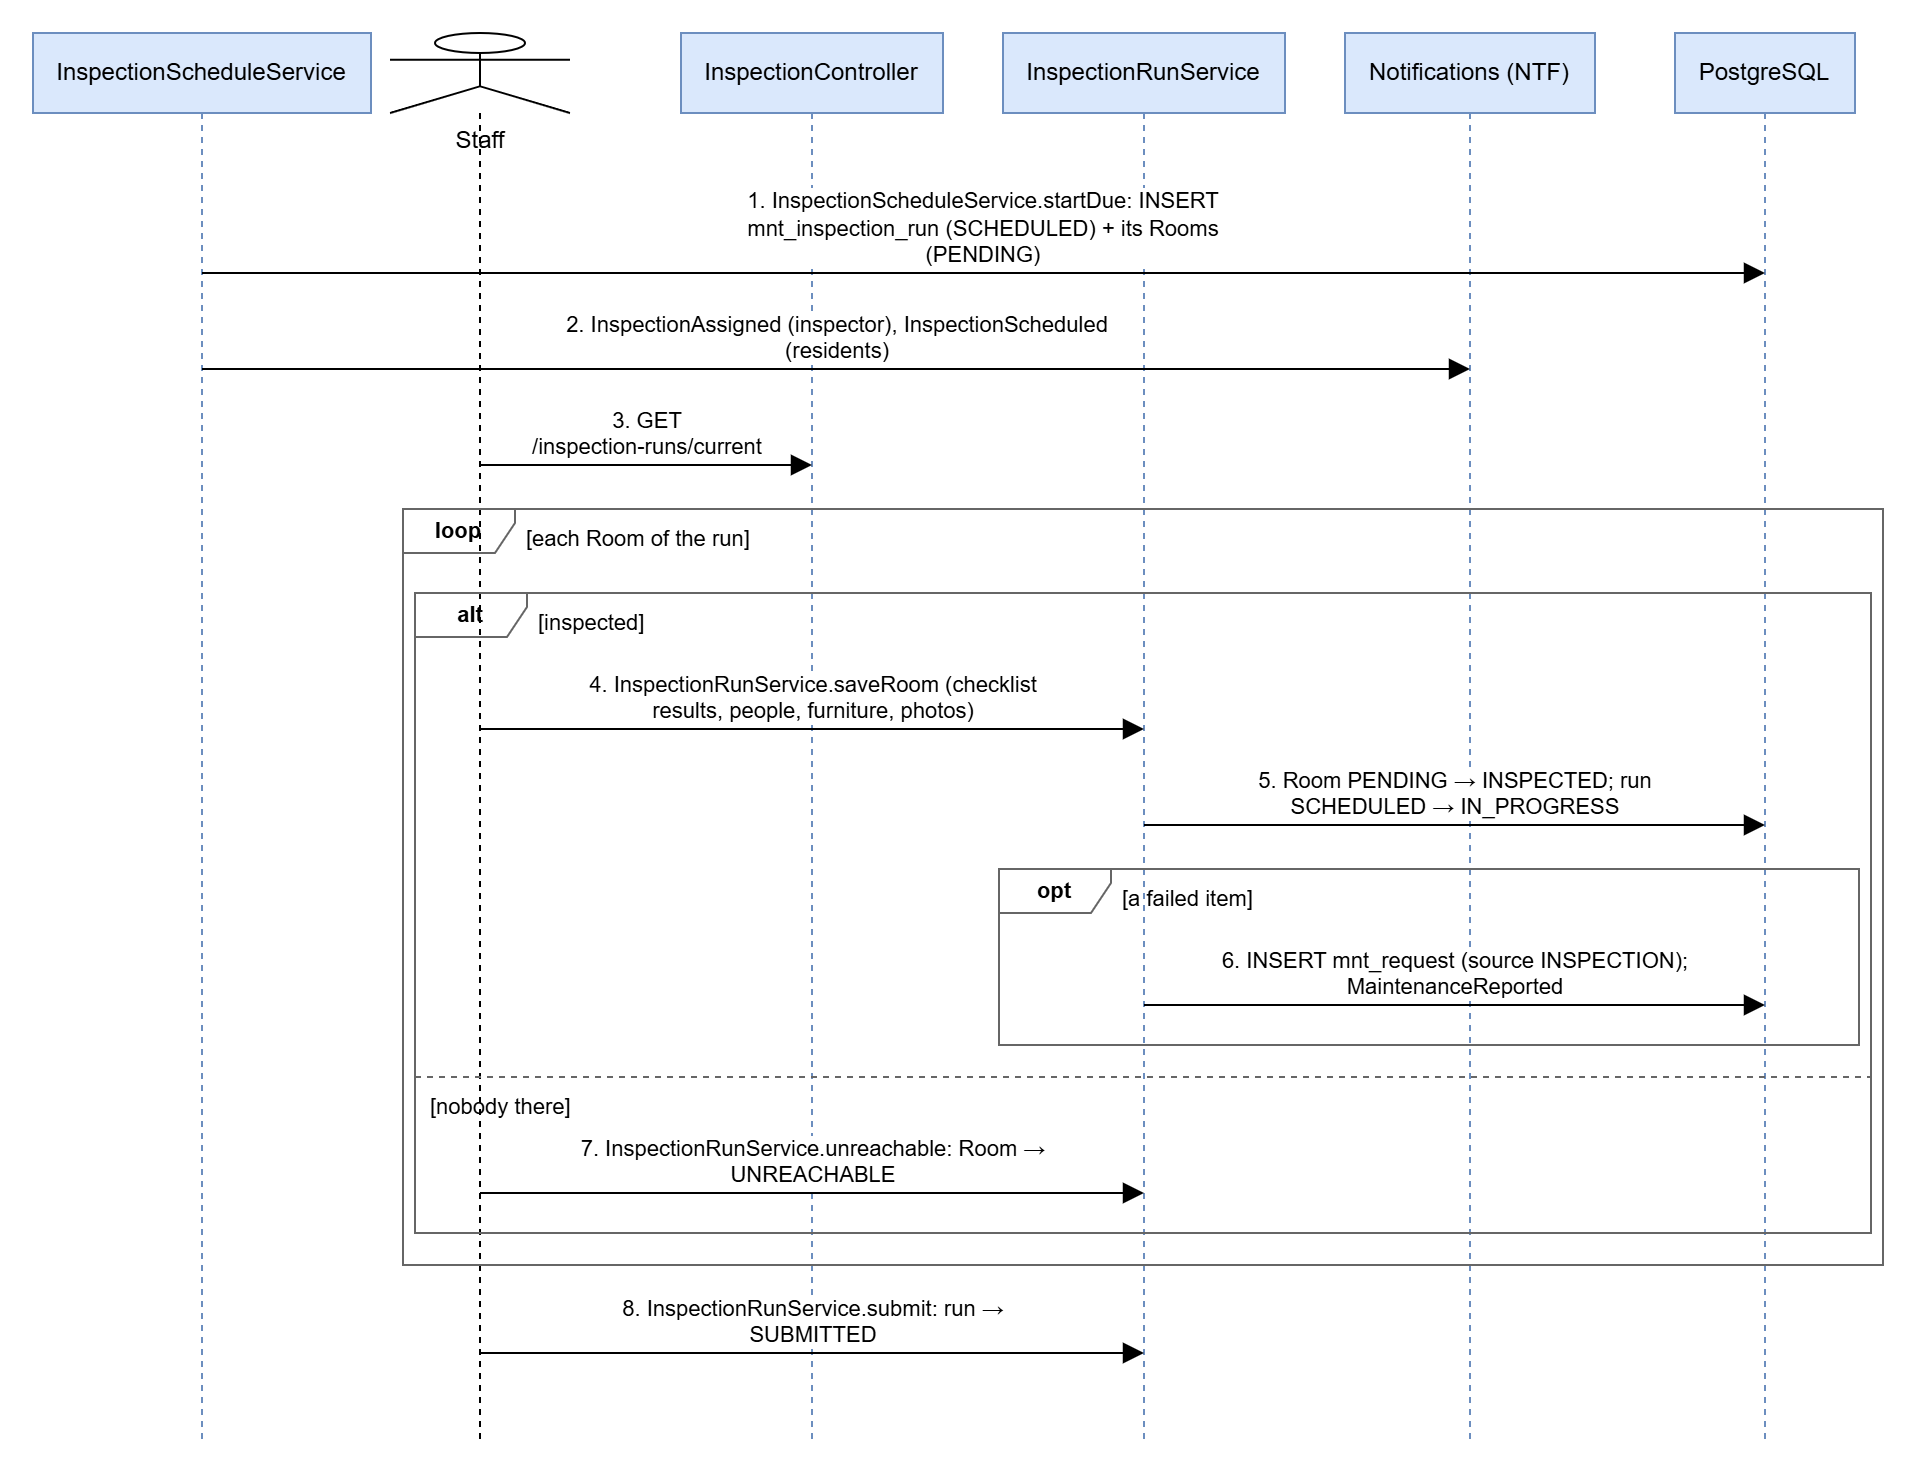 InspectionScheduleService
Staff
InspectionController
InspectionRunService
Notifications (NTF)
PostgreSQL
1. InspectionScheduleService.startDue: INSERT
mnt_inspection_run (SCHEDULED) + its Rooms
(PENDING)
2. InspectionAssigned (inspector), InspectionScheduled
(residents)
3. GET
/inspection-runs/current
loop
[each Room of the run]
alt
[inspected]
4. InspectionRunService.saveRoom (checklist
results, people, furniture, photos)
5. Room PENDING → INSPECTED; run
SCHEDULED → IN_PROGRESS
opt
[a failed item]
6. INSERT mnt_request (source INSPECTION);
MaintenanceReported
[nobody there]
7. InspectionRunService.unreachable: Room →
UNREACHABLE
8. InspectionRunService.submit: run →
SUBMITTED